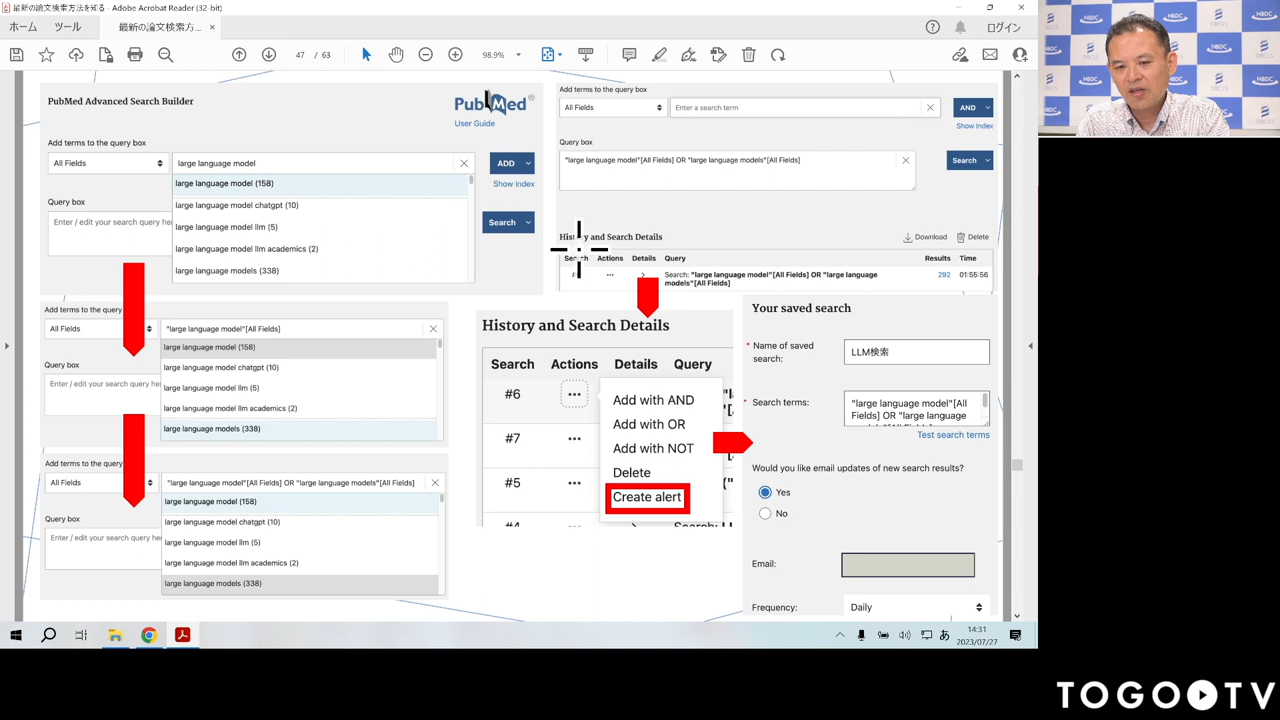 最新の論文検索方法を知る - Adobe Acrobat Reader (32-bit)
ホーム
ツール
最新の論文検索方...
×
ログイン
47 / 63
98.9%
NBDC
DBCLS
PubMed Advanced Search Builder
PubMed
User Guide
Add terms to the query box
All Fields
large language model
ADD
Show Index
large language model (158)
large language model chatgpt (10)
large language model llm (5)
large language model llm academics (2)
large language models (338)
Query box
Enter / edit your search query he
Search
Add terms to the query box
All Fields
Enter a search term
AND
Show Index
Query box
"large language model"[All Fields] OR "large language models"[All Fields]
Search
History and Search Details
Download
Delete
Search
Actions
Details
Query
Results
Time
...
Search: "large language model"[All Fields] OR "large language
models"[All Fields]
292
01:55:56
Add terms to the query
All Fields
"large language model"[All Fields]
large language model (158)
large language model chatgpt (10)
large language model llm (5)
large language model llm academics (2)
large language models (338)
Query box
Enter / edit your search
Add terms to the query
All Fields
"large language model"[All Fields] OR "large language models"[All Fields]
large language model (158)
large language model chatgpt (10)
large language model llm (5)
large language model llm academics (2)
large language models (338)
Query box
Enter / edit your search que
History and Search Details
Search
Actions
Details
Query
#6
...
#7
...
#5
...
Add with AND
Add with OR
Add with NOT
Delete
Create alert
Your saved search
* Name of saved
search:
LLM検索
* Search terms:
"large language model"[All
Fields] OR "large language
Test search terms
Would you like email updates of new search results?
Yes
No
Email:
Frequency:
Daily
あ
14:31
2023/07/27
TOGOTV